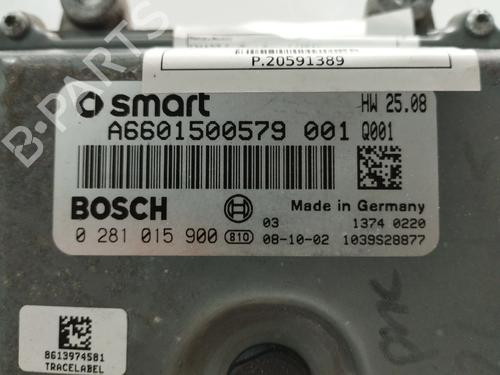 B-PARTS
P.20591389
smart HW 25.08
A6601500579 001 Q001
BOSCH Made in Germany
03 1374 0220
0 281 015 900 810 08-10-02 1039S28877
8613974581
TRACELABEL